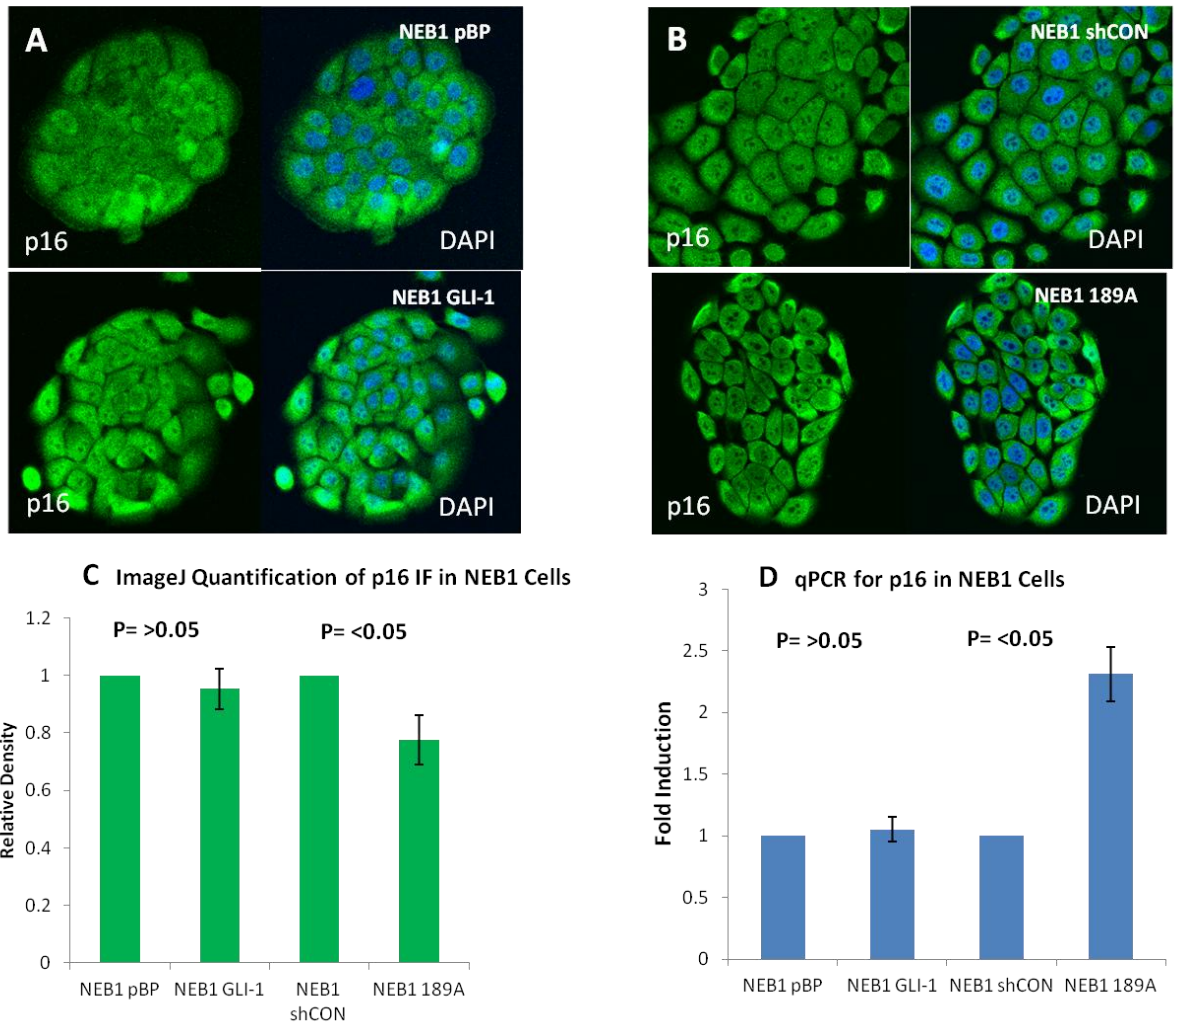 A
NEB1 pBP
p16
DAPI
NEB1 GLI-1
p16
DAPI
B
NEB1 shCON
p16
DAPI
NEB1 189A
p16
DAPI
C ImageJ Quantification of p16 IF in NEB1 Cells
P= >0.05
P= <0.05
Relative Density
1.2
1
0.8
0.6
0.4
0.2
0
NEB1 pBP
NEB1 GLI-1
NEB1
shCON
NEB1 189A
D qPCR for p16 in NEB1 Cells
P= >0.05
P= <0.05
Fold Induction
3
2.5
2
1.5
1
0.5
0
NEB1 pBP
NEB1 GLI-1
NEB1 shCON
NEB1 189A